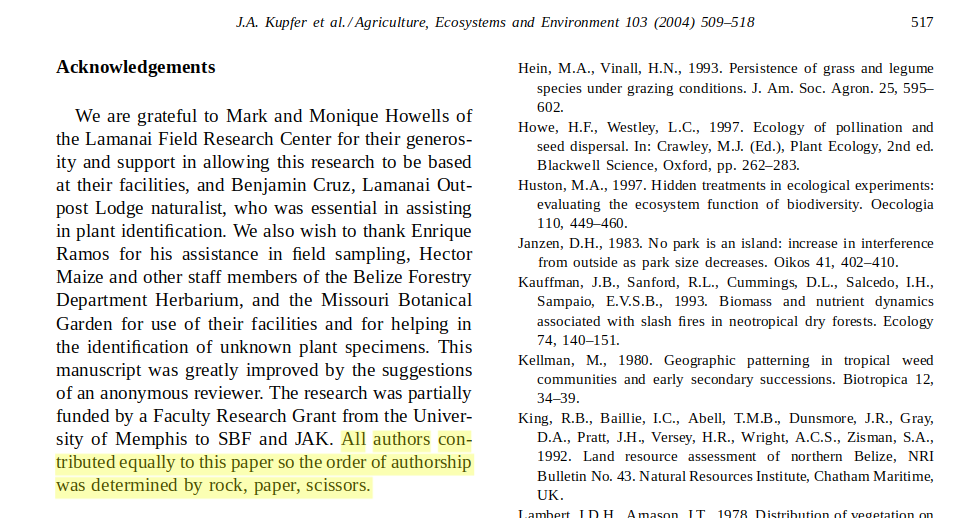 J.A. Kupfer et al. / Agriculture, Ecosystems and Environment 103 (2004) 509–518
517
Acknowledgements
We are grateful to Mark and Monique Howells of
the Lamanai Field Research Center for their generos-
ity and support in allowing this research to be based
at their facilities, and Benjamin Cruz, Lamanai Out-
post Lodge naturalist, who was essential in assisting
in plant identification. We also wish to thank Enrique
Ramos for his assistance in field sampling, Hector
Maize and other staff members of the Belize Forestry
Department Herbarium, and the Missouri Botanical
Garden for use of their facilities and for helping in
the identification of unknown plant specimens. This
manuscript was greatly improved by the suggestions
of an anonymous reviewer. The research was partially
funded by a Faculty Research Grant from the Univer-
sity of Memphis to SBF and JAK. All authors con-
tributed equally to this paper so the order of authorship
was determined by rock, paper, scissors.
Hein, M.A., Vinall, H.N., 1993. Persistence of grass and legume
species under grazing conditions. J. Am. Soc. Agron. 25, 595–
602.
Howe, H.F., Westley, L.C., 1997. Ecology of pollination and
seed dispersal. In: Crawley, M.J. (Ed.), Plant Ecology, 2nd ed.
Blackwell Science, Oxford, pp. 262–283.
Huston, M.A., 1997. Hidden treatments in ecological experiments:
evaluating the ecosystem function of biodiversity. Oecologia
110, 449–460.
Janzen, D.H., 1983. No park is an island: increase in interference
from outside as park size decreases. Oikos 41, 402–410.
Kauffman, J.B., Sanford, R.L., Cummings, D.L., Salcedo, I.H.,
Sampaio, E.V.S.B., 1993. Biomass and nutrient dynamics
associated with slash fires in neotropical dry forests. Ecology
74, 140–151.
Kellman, M., 1980. Geographic patterning in tropical weed
communities and early secondary successions. Biotropica 12,
34–39.
King, R.B., Baillie, I.C., Abell, T.M.B., Dunsmore, J.R., Gray,
D.A., Pratt, J.H., Versey, H.R., Wright, A.C.S., Zisman, S.A.,
1992. Land resource assessment of northern Belize, NRI
Bulletin No. 43. Natural Resources Institute, Chatham Maritime,
UK.
Lambert, J.D.H., Arnason, J.T., 1978. Distribution of vegetation on